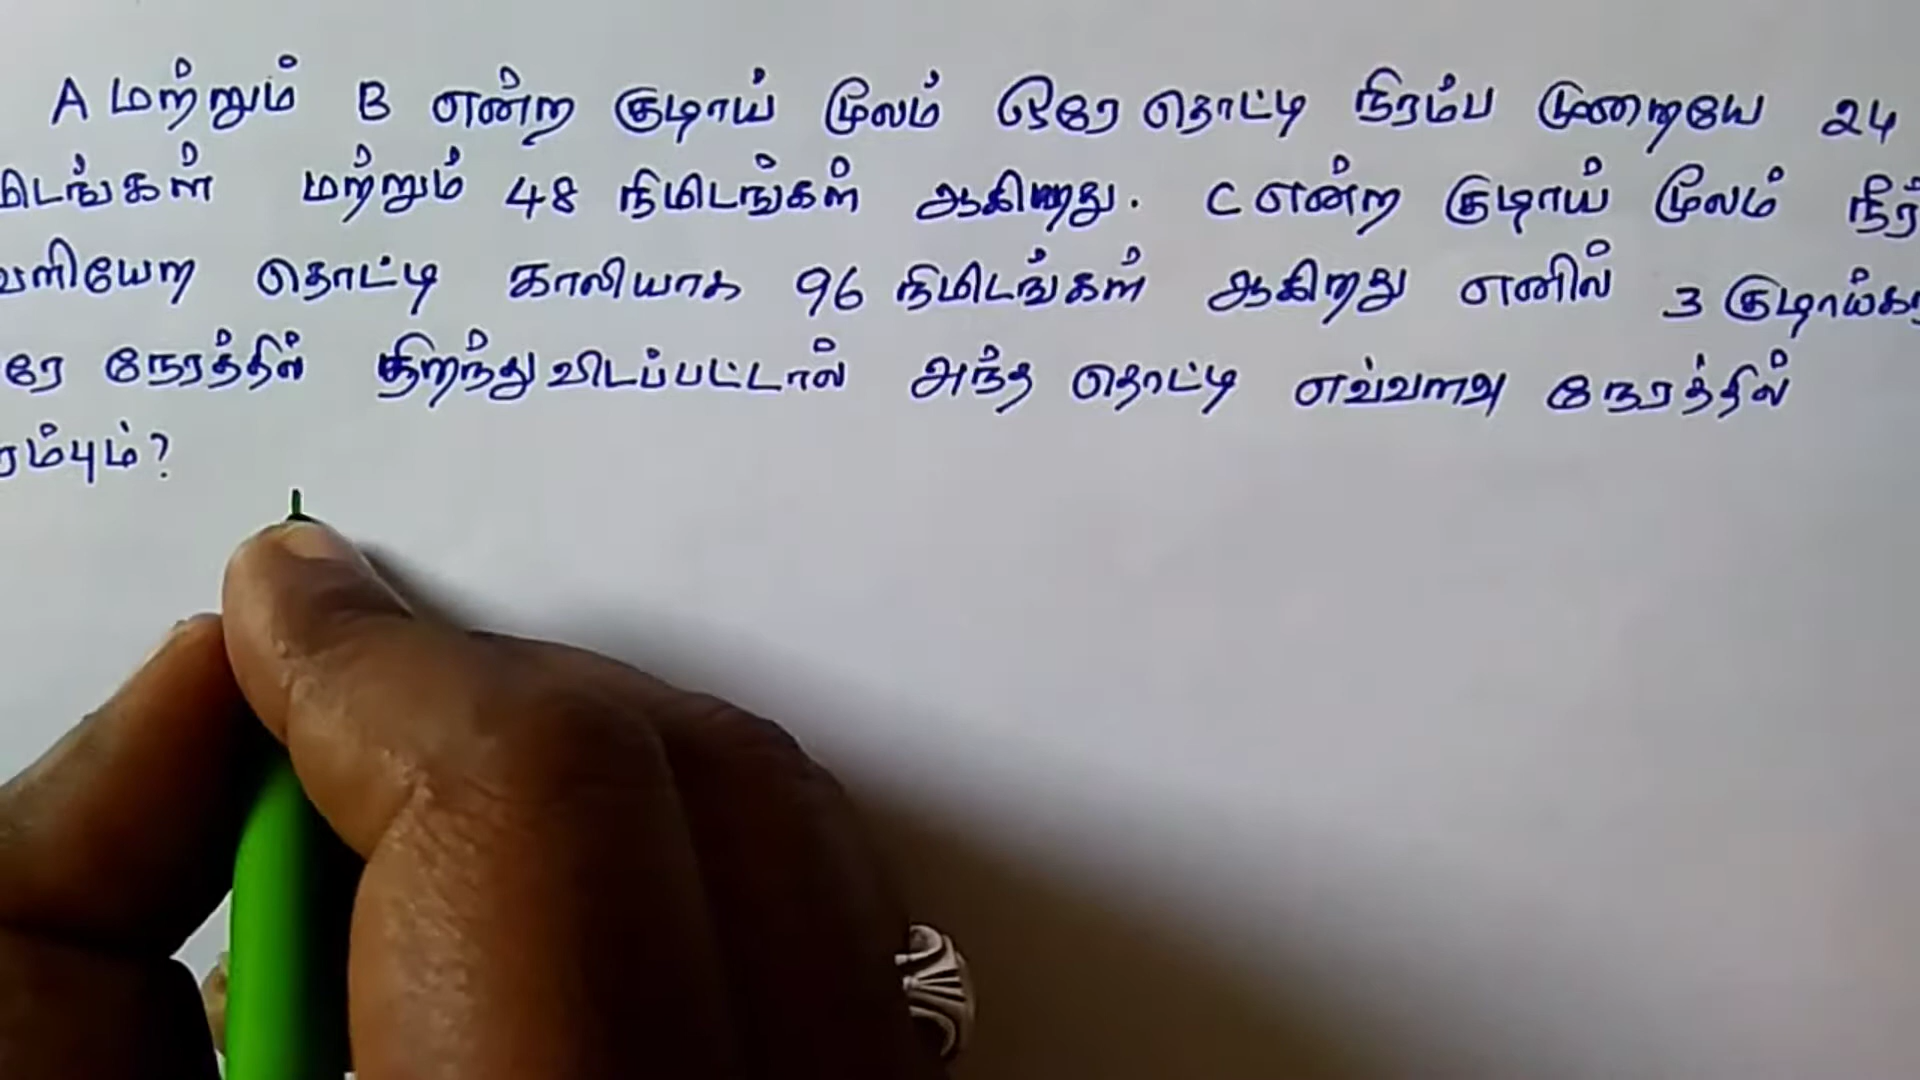 A மற்றும் B என்ற குழாய் மூலம் ஒரே தொட்டி நிரம்ப முறையே 24
மிடங்கள் மற்றும் 48 நிமிடங்கள் ஆகிறது. C என்ற குழாய் மூலம் நீர்
வளியேற தொட்டி காலியாக 96 நிமிடங்கள் ஆகிறது எனில் 3 குழாய்கள
ரே நேரத்தில் திறந்து விடப்பட்டால் அந்த தொட்டி எவ்வளவு நேரத்தில்
ரம்பும்?